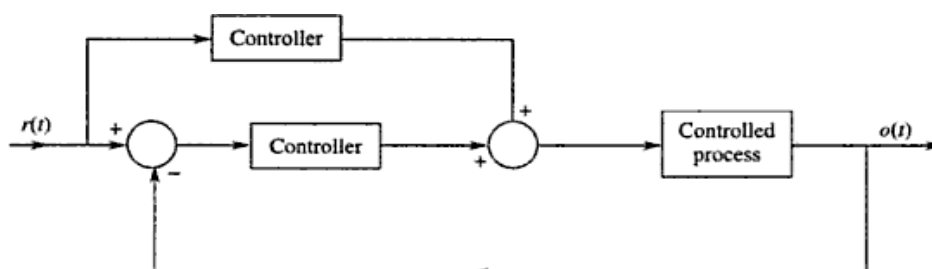 Controller
r(t)
+
−
Controller
+
+
Controlled
process
o(t)